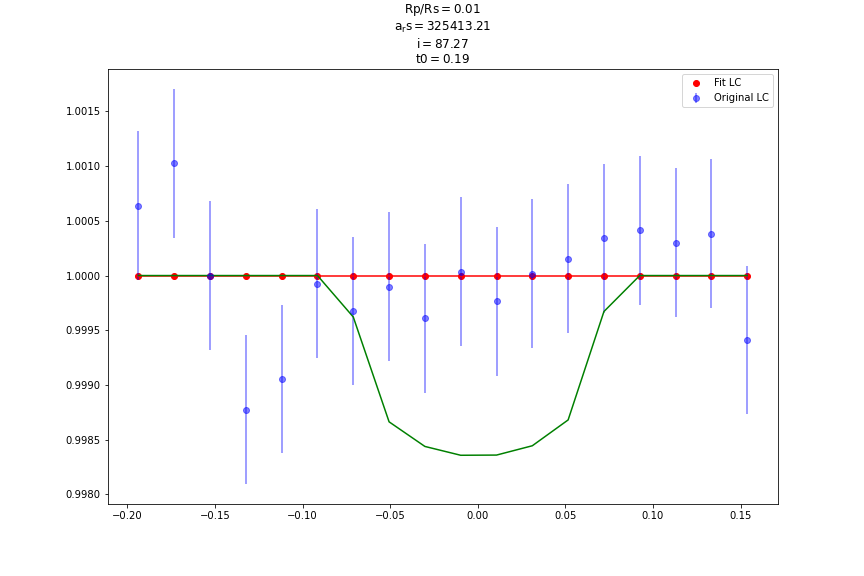 Rp/Rs = 0.01
aᵣs = 325413.21
i = 87.27
t0 = 0.19
Fit LC
Original LC
1.0015
1.0010
1.0005
1.0000
0.9995
0.9990
0.9985
0.9980
−0.20 −0.15 −0.10 −0.05 0.00 0.05 0.10 0.15